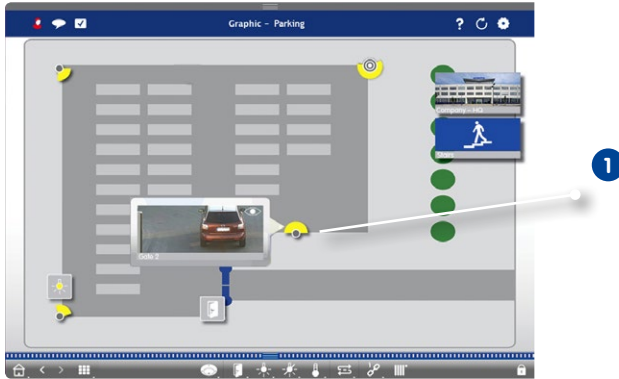 Graphic - Parking
?
Company - HQ
Stairs
1
Gate 2